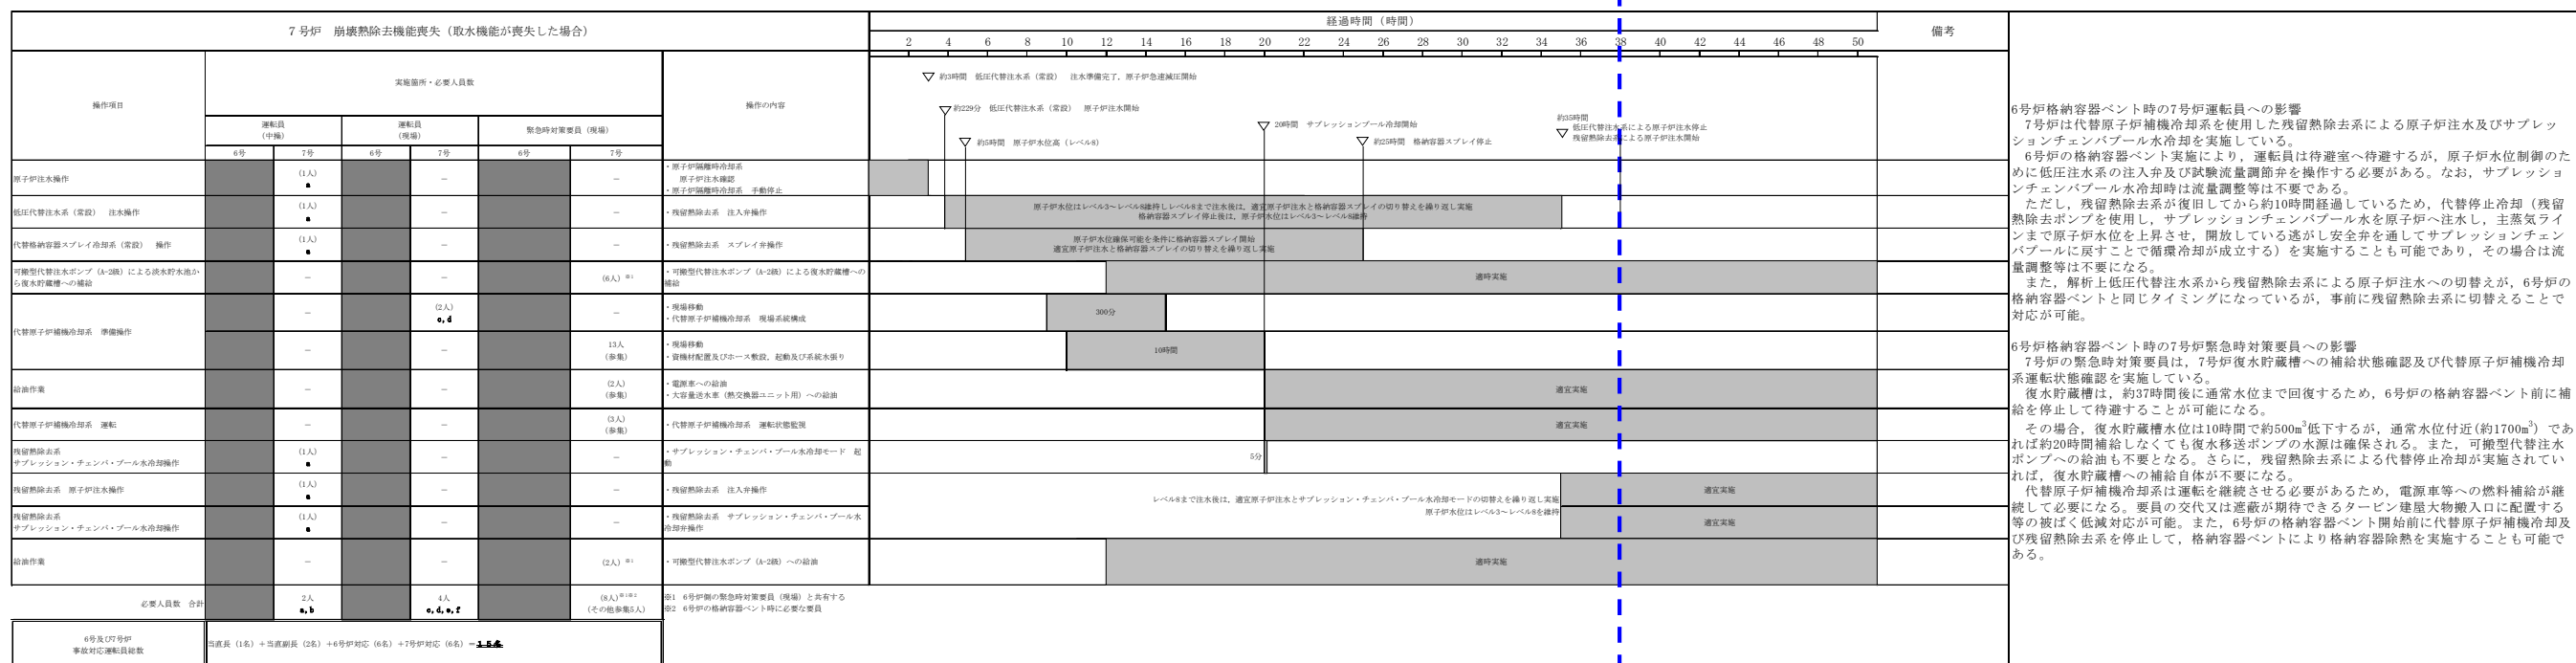 7号炉　崩壊熱除去機能喪失（取水機能が喪失した場合）
経過時間（時間）
備考
2 4 6 8 10 12 14 16 18 20 22 24 26 28 30 32 34 36 38 40 42 44 46 48 50
操作項目
実施箇所・必要人員数
操作の内容
運転員
（中操）
運転員
（現場）
緊急時対策要員（現場）
6号 7号 6号 7号 6号 7号
約3時間　低圧代替注水系（常設）　注水準備完了，原子炉急速減圧開始
約229分　低圧代替注水系（常設）　原子炉注水開始
約5時間　原子炉水位高（レベル8）
20時間　サプレッションプール冷却開始
約25時間　格納容器スプレイ停止
約35時間
低圧代替注水系による原子炉注水停止
残留熱除去系による原子炉注水開始
原子炉注水操作
（1人）
a
－
－
・原子炉隔離時冷却系
原子炉注水確認
・原子炉隔離時冷却系　手動停止
低圧代替注水系（常設）　注水操作
（1人）
a
－
－
・残留熱除去系　注入弁操作
原子炉水位はレベル3～レベル8維持しレベル8まで注水後は，適宜原子炉注水と格納容器スプレイの切り替えを繰り返し実施
格納容器スプレイ停止後は，原子炉水位はレベル3～レベル8維持
代替格納容器スプレイ冷却系（常設）　操作
（1人）
a
－
－
・残留熱除去系　スプレイ弁操作
原子炉水位確保可能を条件に格納容器スプレイ開始
適宜原子炉注水と格納容器スプレイの切り替えを繰り返し実施
可搬型代替注水ポンプ（A-2級）による淡水貯水池か
ら復水貯蔵槽への補給
－
－
（6人）※1
・可搬型代替注水ポンプ（A-2級）による復水貯蔵槽への
補給
適時実施
代替原子炉補機冷却系　準備操作
－
（2人）
c,d
－
・現場移動
・代替原子炉補機冷却系　現場系統構成
300分
－
－
13人
（参集）
・現場移動
・資機材配置及びホース敷設，起動及び系統水張り
10時間
給油作業
－
－
（2人）
（参集）
・電源車への給油
・大容量送水車（熱交換器ユニット用）への給油
適宜実施
代替原子炉補機冷却系　運転
－
－
（3人）
（参集）
・代替原子炉補機冷却系　運転状態監視
適宜実施
残留熱除去系
サプレッション・チェンバ・プール水冷却操作
（1人）
a
－
－
・サプレッション・チェンバ・プール水冷却モード　起
動
5分
残留熱除去系　原子炉注水操作
（1人）
a
－
－
・残留熱除去系　注入弁操作
レベル8まで注水後は，適宜原子炉注水とサプレッション・チェンバ・プール水冷却モードの切替えを繰り返し実施
原子炉水位はレベル3～レベル8を維持
適宜実施
残留熱除去系
サプレッション・チェンバ・プール水冷却操作
（1人）
a
－
－
・残留熱除去系　サプレッション・チェンバ・プール水
冷却弁操作
適宜実施
給油作業
－
－
（2人）※1
・可搬型代替注水ポンプ（A-2級）への給油
適時実施
必要人員数　合計
2人
a,b
4人
c,d,e,f
（8人）※1※2
（その他参集5人）
※1　6号炉側の緊急時対策要員（現場）と共有する
※2　6号炉の格納容器ベント時に必要な要員
6号及び7号炉
事故対応運転員総数
当直長（1名）＋当直副長（2名）＋6号炉対応（6名）＋7号炉対応（6名）＝15名
6号炉格納容器ベント時の7号炉運転員への影響
7号炉は代替原子炉補機冷却系を使用した残留熱除去系による原子炉注水及びサプレッ
ションチェンバプール水冷却を実施している。
6号炉の格納容器ベント実施により，運転員は待避室へ待避するが，原子炉水位制御のた
めに低圧注水系の注入弁及び試験流量調節弁を操作する必要がある。なお，サプレッショ
ンチェンバプール水冷却時は流量調整等は不要である。
ただし，残留熱除去系が復旧してから約10時間経過しているため，代替停止冷却（残留
熱除去ポンプを使用し，サプレッションチェンバプール水を原子炉へ注水し，主蒸気ライ
ンまで原子炉水位を上昇させ，開放している逃がし安全弁を通してサプレッションチェン
バプールに戻すことで循環冷却が成立する）を実施することも可能であり，その場合は流
量調整等は不要になる。
また，解析上低圧代替注水系から残留熱除去系による原子炉注水への切替えが，6号炉の
格納容器ベントと同じタイミングになっているが，事前に残留熱除去系に切替えることで
対応が可能。
6号炉格納容器ベント時の7号炉緊急時対策要員への影響
7号炉の緊急時対策要員は，7号炉復水貯蔵槽への補給状態確認及び代替原子炉補機冷却
系運転状態確認を実施している。
復水貯蔵槽は，約37時間後に通常水位まで回復するため，6号炉の格納容器ベント前に補
給を停止して待避することが可能になる。
その場合，復水貯蔵槽水位は10時間で約500m³低下するが，通常水位付近（約1700m³）であ
れば約20時間補給しなくても復水移送ポンプの水源は確保される。また，可搬型代替注水
ポンプへの給油も不要となる。さらに，残留熱除去系による代替停止冷却が実施されてい
れば，復水貯蔵槽への補給自体が不要になる。
代替原子炉補機冷却系は運転を継続させる必要があるため，電源車等への燃料補給が継
続して必要になる。要員の交代又は遮蔽が期待できるタービン建屋大物搬入口に配置する
等の被ばく低減対応が可能。また，6号炉の格納容器ベント開始前に代替原子炉補機冷却及
び残留熱除去系を停止して，格納容器ベントにより格納容器除熱を実施することも可能で
ある。